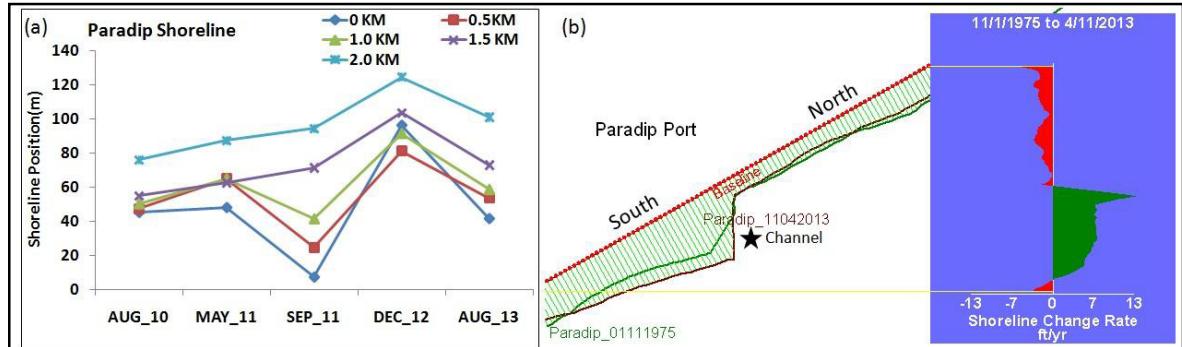 (a)
Paradip Shoreline
0 KM
0.5KM
1.0 KM
1.5 KM
2.0 KM
Shoreline Position(m)
140
120
100
80
60
40
20
0
AUG_10
MAY_11
SEP_11
DEC_12
AUG_13
(b)
11/1/1975 to 4/11/2013
North
Paradip Port
South
Baseline
Paradip_11042013
Channel
Paradip_01111975
-13 -7 0 7 13
Shoreline Change Rate
ft/yr